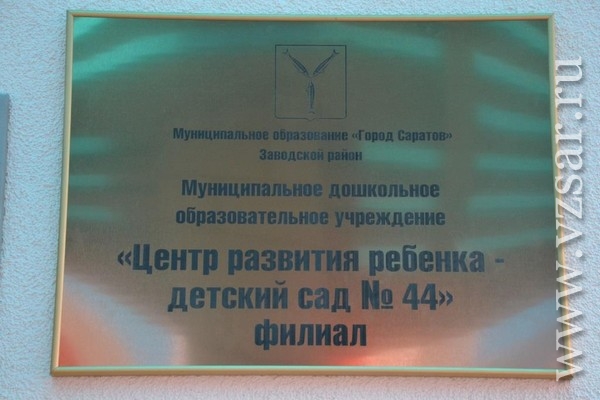 Муниципальное образование «Город Саратов»
Заводской район
Муниципальное дошкольное
образовательное учреждение
«Центр развития ребенка -
детский сад № 44»
филиал
www.vzsar.ru